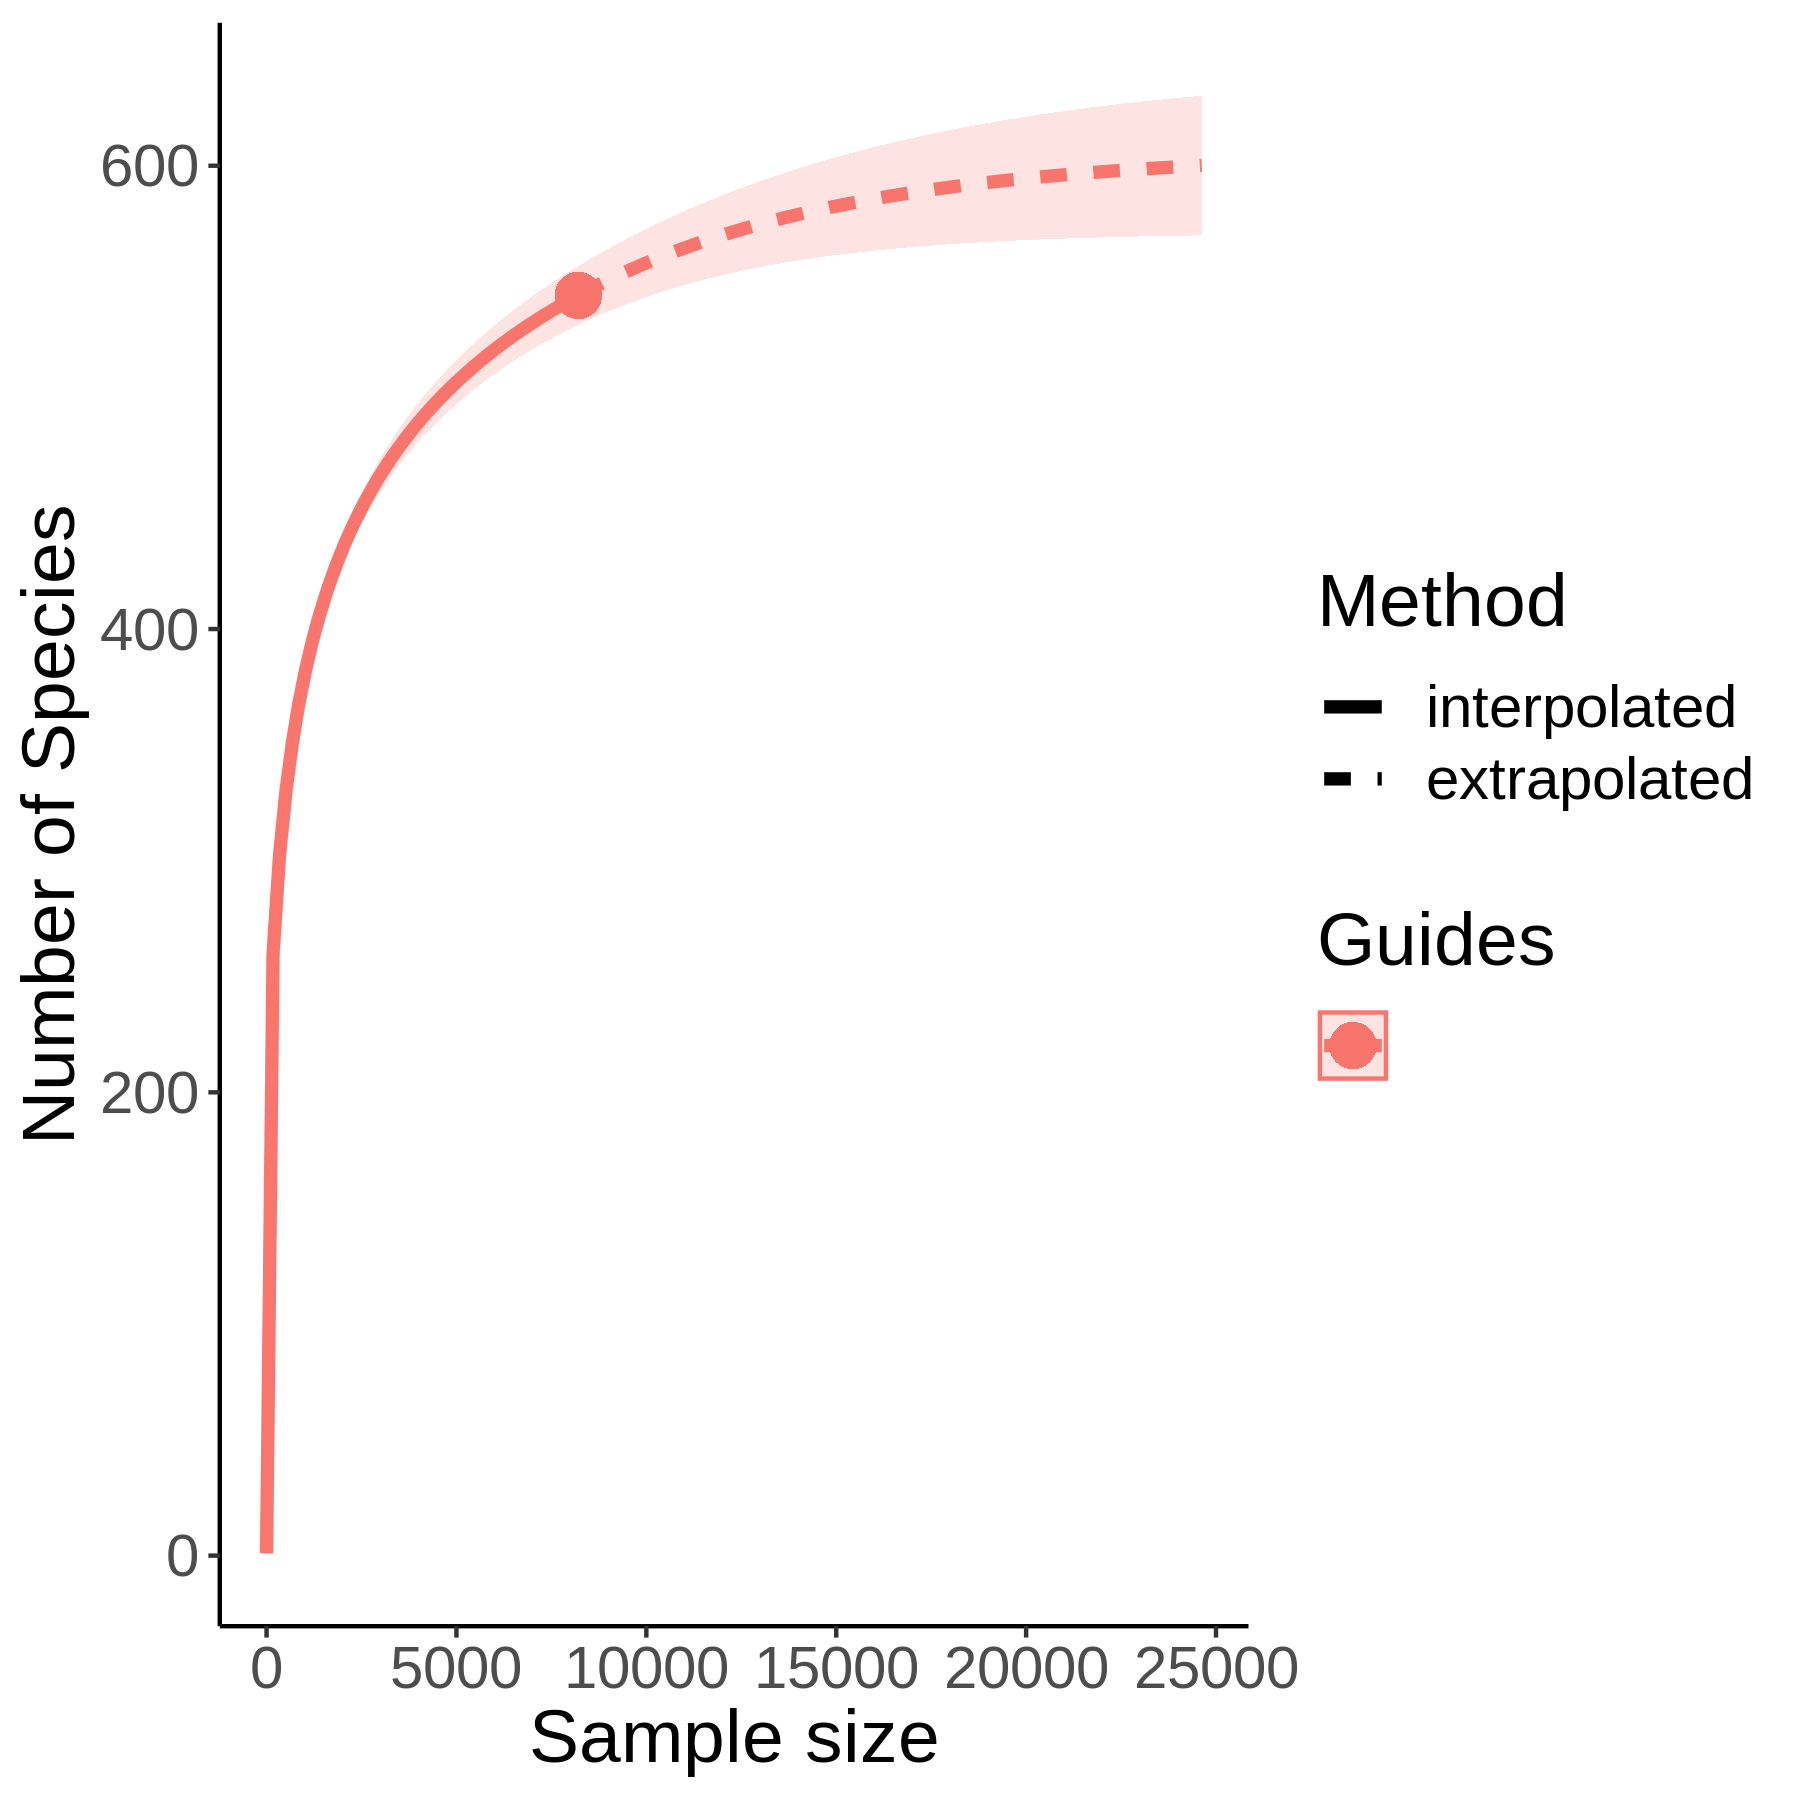 Number of Species
600
400
200
0
0 5000 10000 15000 20000 25000
Sample size
Method
interpolated
extrapolated
Guides